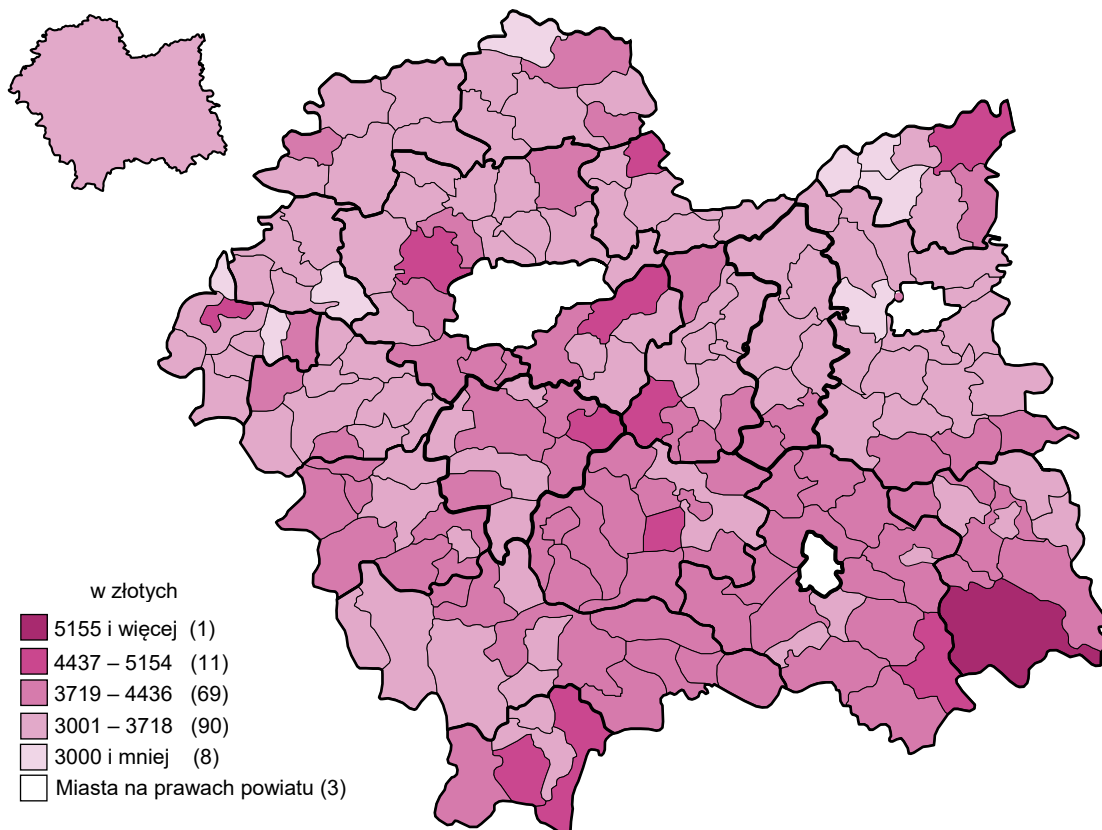 w złotych
5155 i więcej (1)
4437 – 5154 (11)
3719 – 4436 (69)
3001 – 3718 (90)
3000 i mniej (8)
Miasta na prawach powiatu (3)